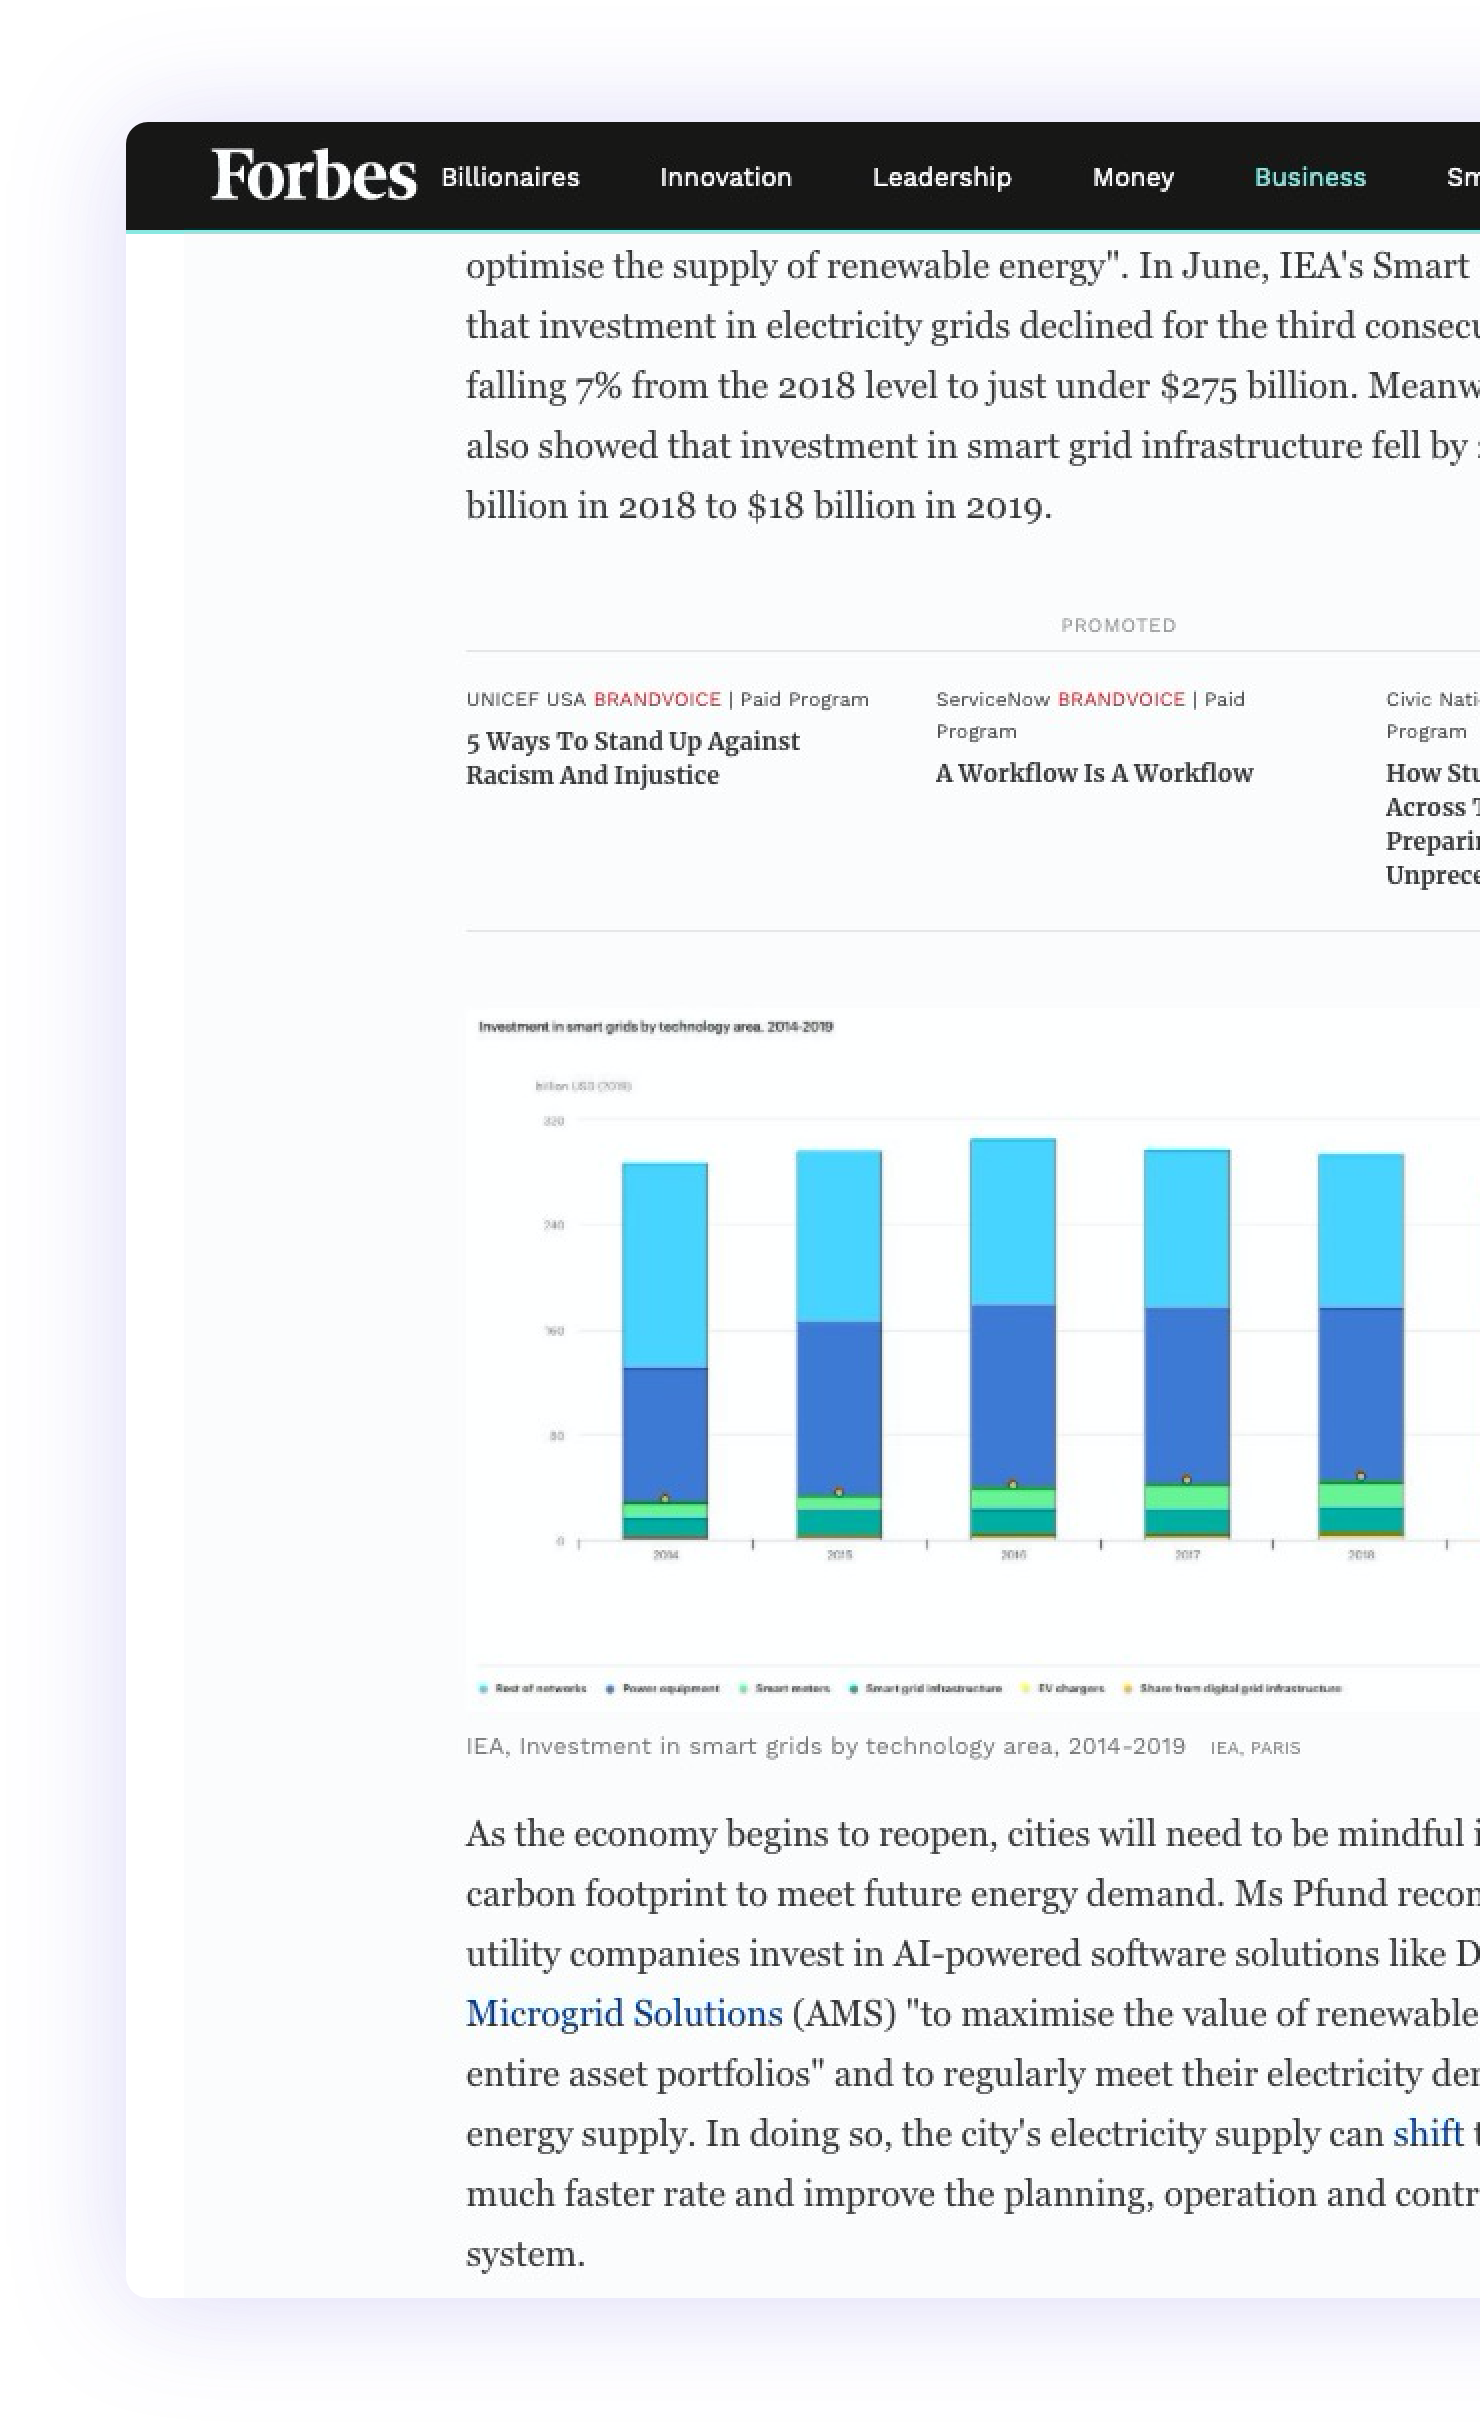 Forbes Billionaires Innovation Leadership Money Business Sm
optimise the supply of renewable energy". In June, IEA's Smart
that investment in electricity grids declined for the third consecu
falling 7% from the 2018 level to just under $275 billion. Meanw
also showed that investment in smart grid infrastructure fell by
billion in 2018 to $18 billion in 2019.
PROMOTED
UNICEF USA BRANDVOICE | Paid Program
5 Ways To Stand Up Against
Racism And Injustice
ServiceNow BRANDVOICE | Paid
Program
A Workflow Is A Workflow
Civic Nati
Program
How Stu
Across T
Preparin
Unprece
Investment in smart grids by technology area, 2014-2019
billion USD (2019)
320
240
160
80
0
2014 2015 2016 2017 2018
Rest of networks Power equipment Smart meters Smart grid infrastructure EV chargers Share from digital grid infrastructure
IEA, Investment in smart grids by technology area, 2014-2019 IEA, PARIS
As the economy begins to reopen, cities will need to be mindful i
carbon footprint to meet future energy demand. Ms Pfund recon
utility companies invest in AI-powered software solutions like D
Microgrid Solutions (AMS) "to maximise the value of renewable
entire asset portfolios" and to regularly meet their electricity der
energy supply. In doing so, the city's electricity supply can shift t
much faster rate and improve the planning, operation and contr
system.